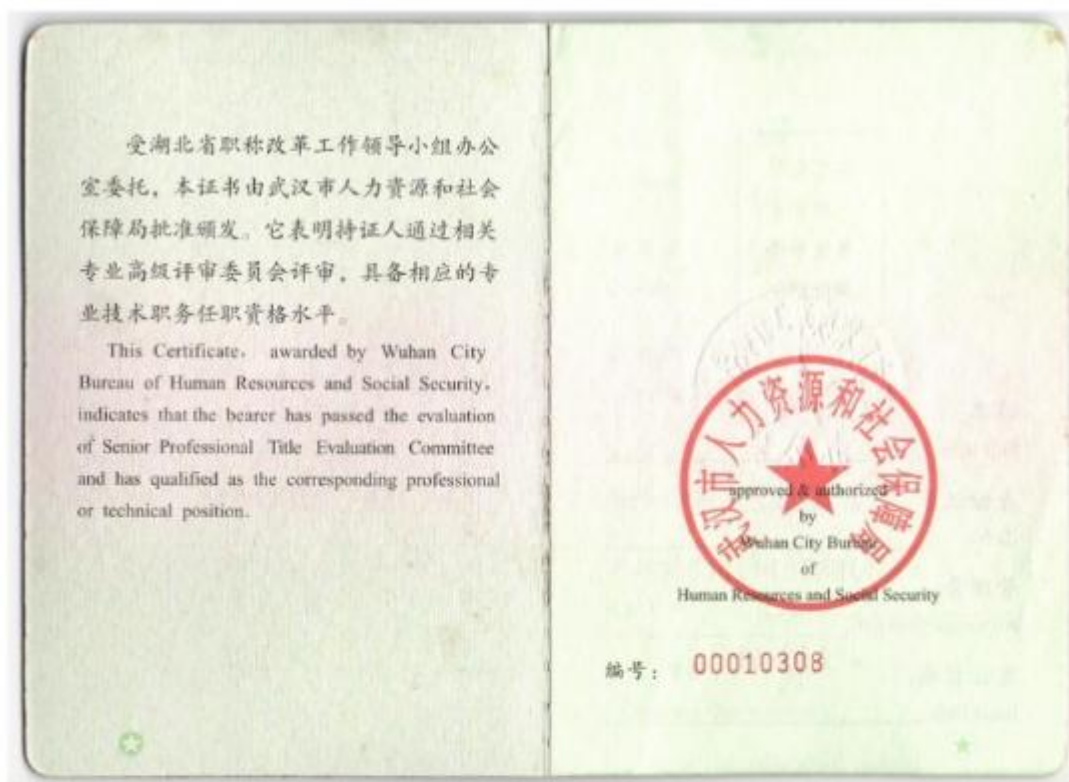 受湖北省职称改革工作领导小组办公
室委托，本证书由武汉市人力资源和社会
保障局批准颁发。它表明持证人通过相关
专业高级评审委员会评审，具备相应的专
业技术职务任职资格水平。
This Certificate, awarded by Wuhan City
Bureau of Human Resources and Social Security,
indicates that the bearer has passed the evaluation
of Senior Professional Title Evaluation Committee
and has qualified as the corresponding professional
or technical position.
武汉市人力资源和社会保障局
approved & authorized
by
Wuhan City Bureau
of
Human Resources and Social Security
编号： 00010308